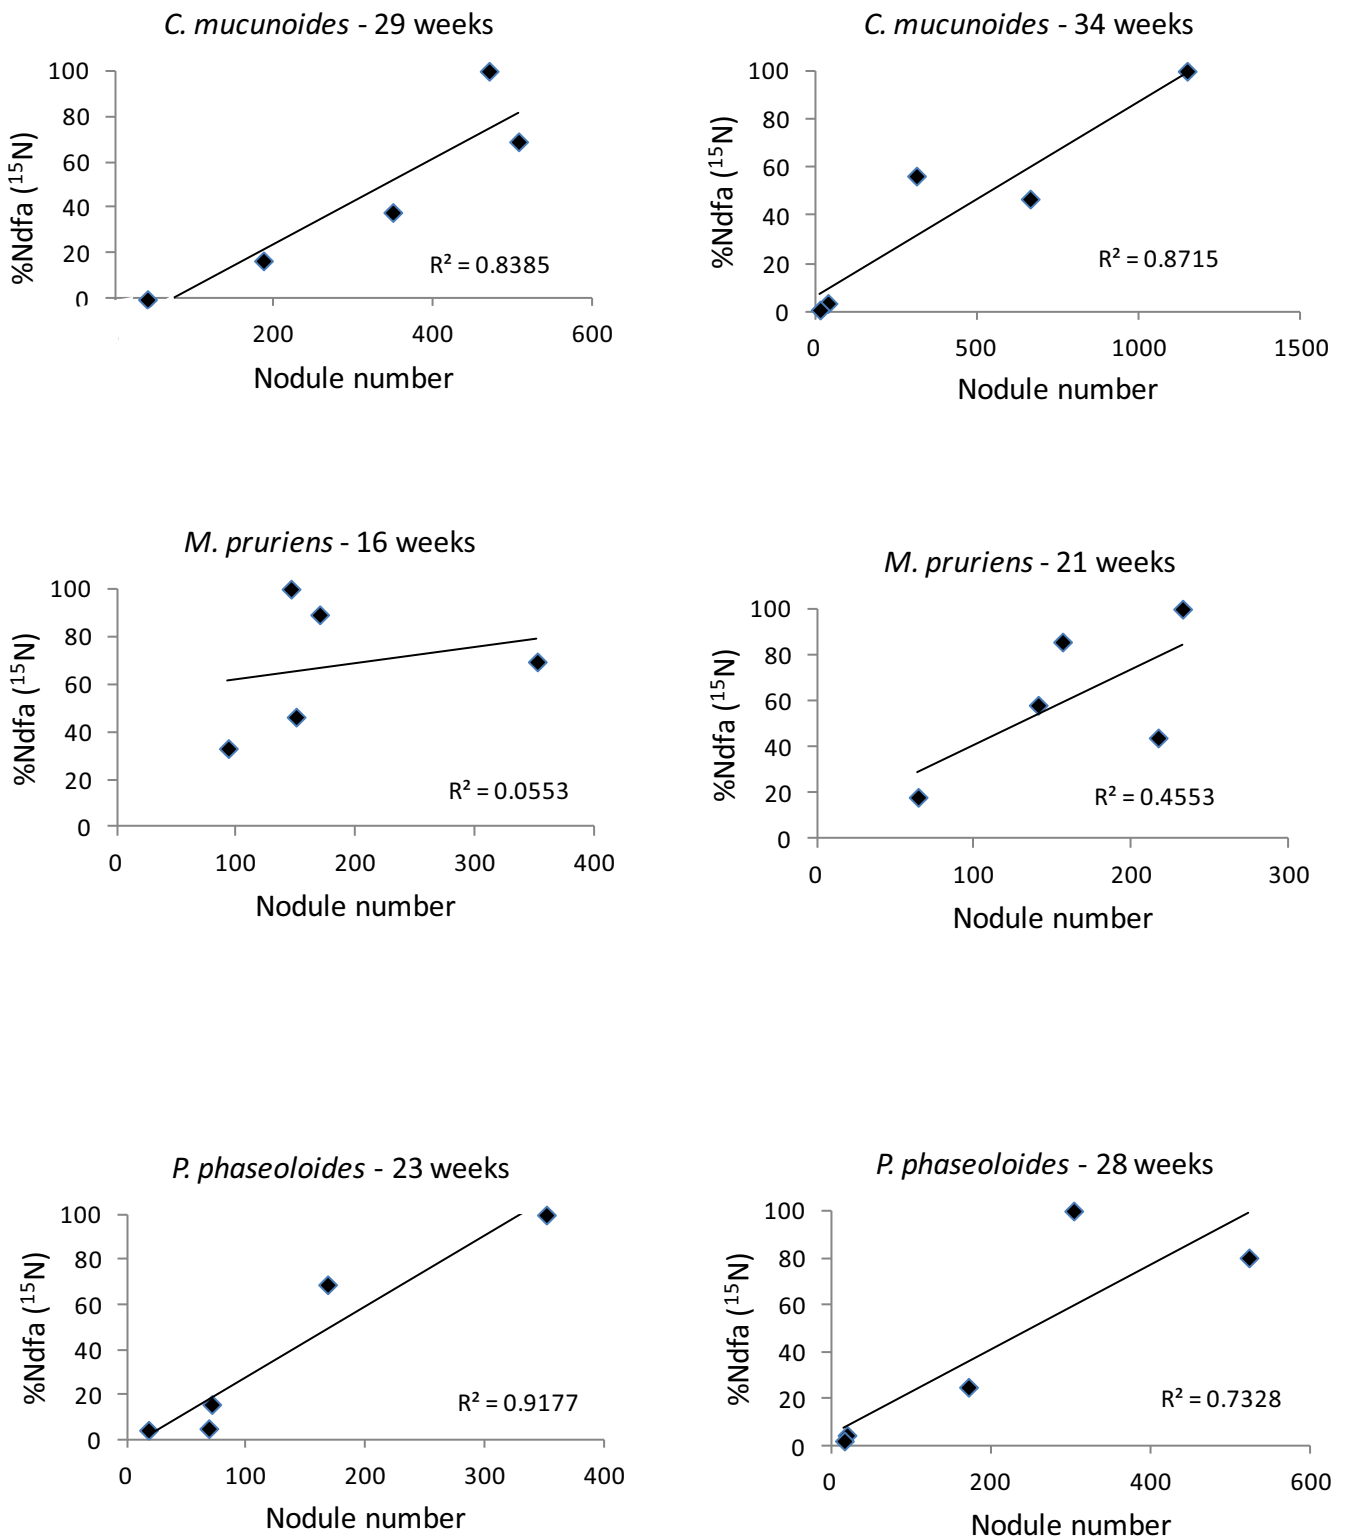 C. mucunoides - 29 weeks
100
80
60
40
20
0
%Ndfa (¹⁵N)
R² = 0.8385
200 400 600
Nodule number
C. mucunoides - 34 weeks
100
80
60
40
20
0
%Ndfa (¹⁵N)
R² = 0.8715
0 500 1000 1500
Nodule number
M. pruriens - 16 weeks
100
80
60
40
20
0
%Ndfa (¹⁵N)
R² = 0.0553
0 100 200 300 400
Nodule number
M. pruriens - 21 weeks
100
80
60
40
20
0
%Ndfa (¹⁵N)
R² = 0.4553
0 100 200 300
Nodule number
P. phaseoloides - 23 weeks
100
80
60
40
20
0
%Ndfa (¹⁵N)
R² = 0.9177
0 100 200 300 400
Nodule number
P. phaseoloides - 28 weeks
100
80
60
40
20
0
%Ndfa (¹⁵N)
R² = 0.7328
0 200 400 600
Nodule number